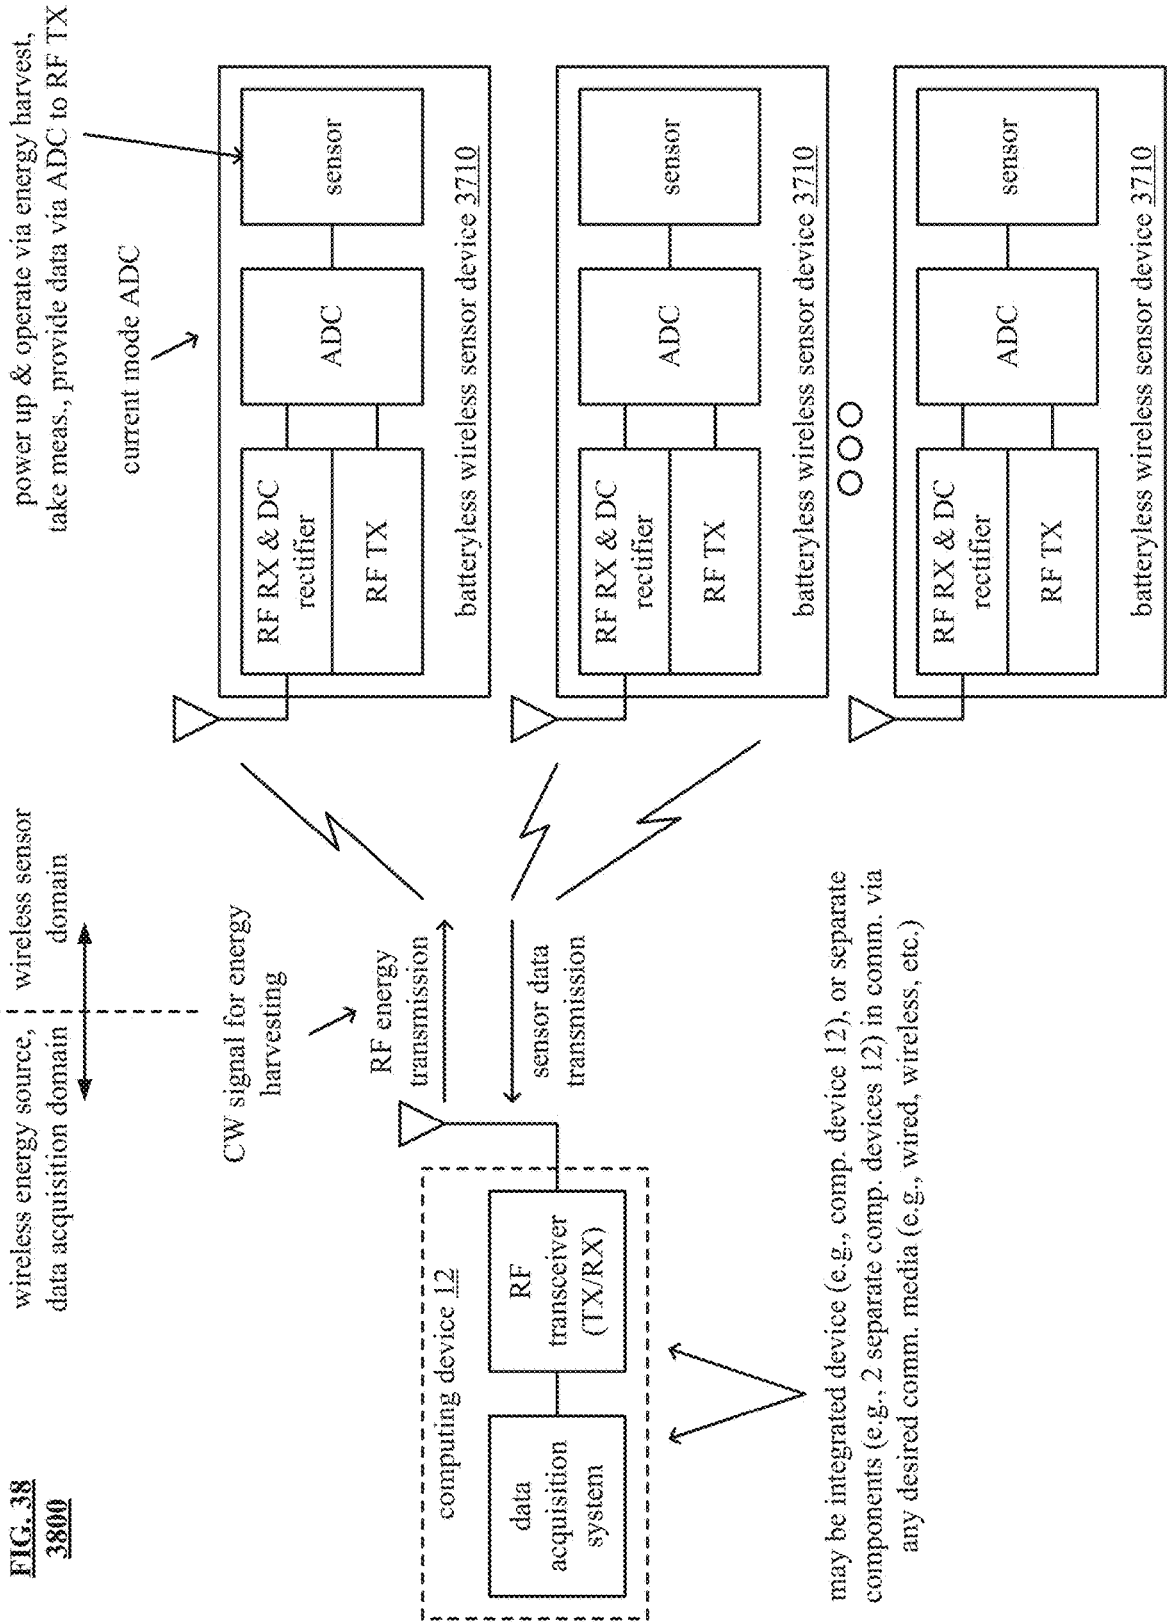 FIG. 38
3800
wireless energy source,
data acquisition domain
wireless sensor
domain
power up & operate via energy harvest,
take meas., provide data via ADC to RF TX
CW signal for energy
harvesting
current mode ADC
RF energy
transmission
sensor data
transmission
computing device 12
data
acquisition
system
RF
transceiver
(TX/RX)
RF RX & DC
rectifier
RF TX
ADC
sensor
batteryless wireless sensor device 3710
RF RX & DC
rectifier
RF TX
ADC
sensor
batteryless wireless sensor device 3710
RF RX & DC
rectifier
RF TX
ADC
sensor
batteryless wireless sensor device 3710
may be integrated device (e.g., comp. device 12), or separate
components (e.g., 2 separate comp. devices 12) in comm. via
any desired comm. media (e.g., wired, wireless, etc.)